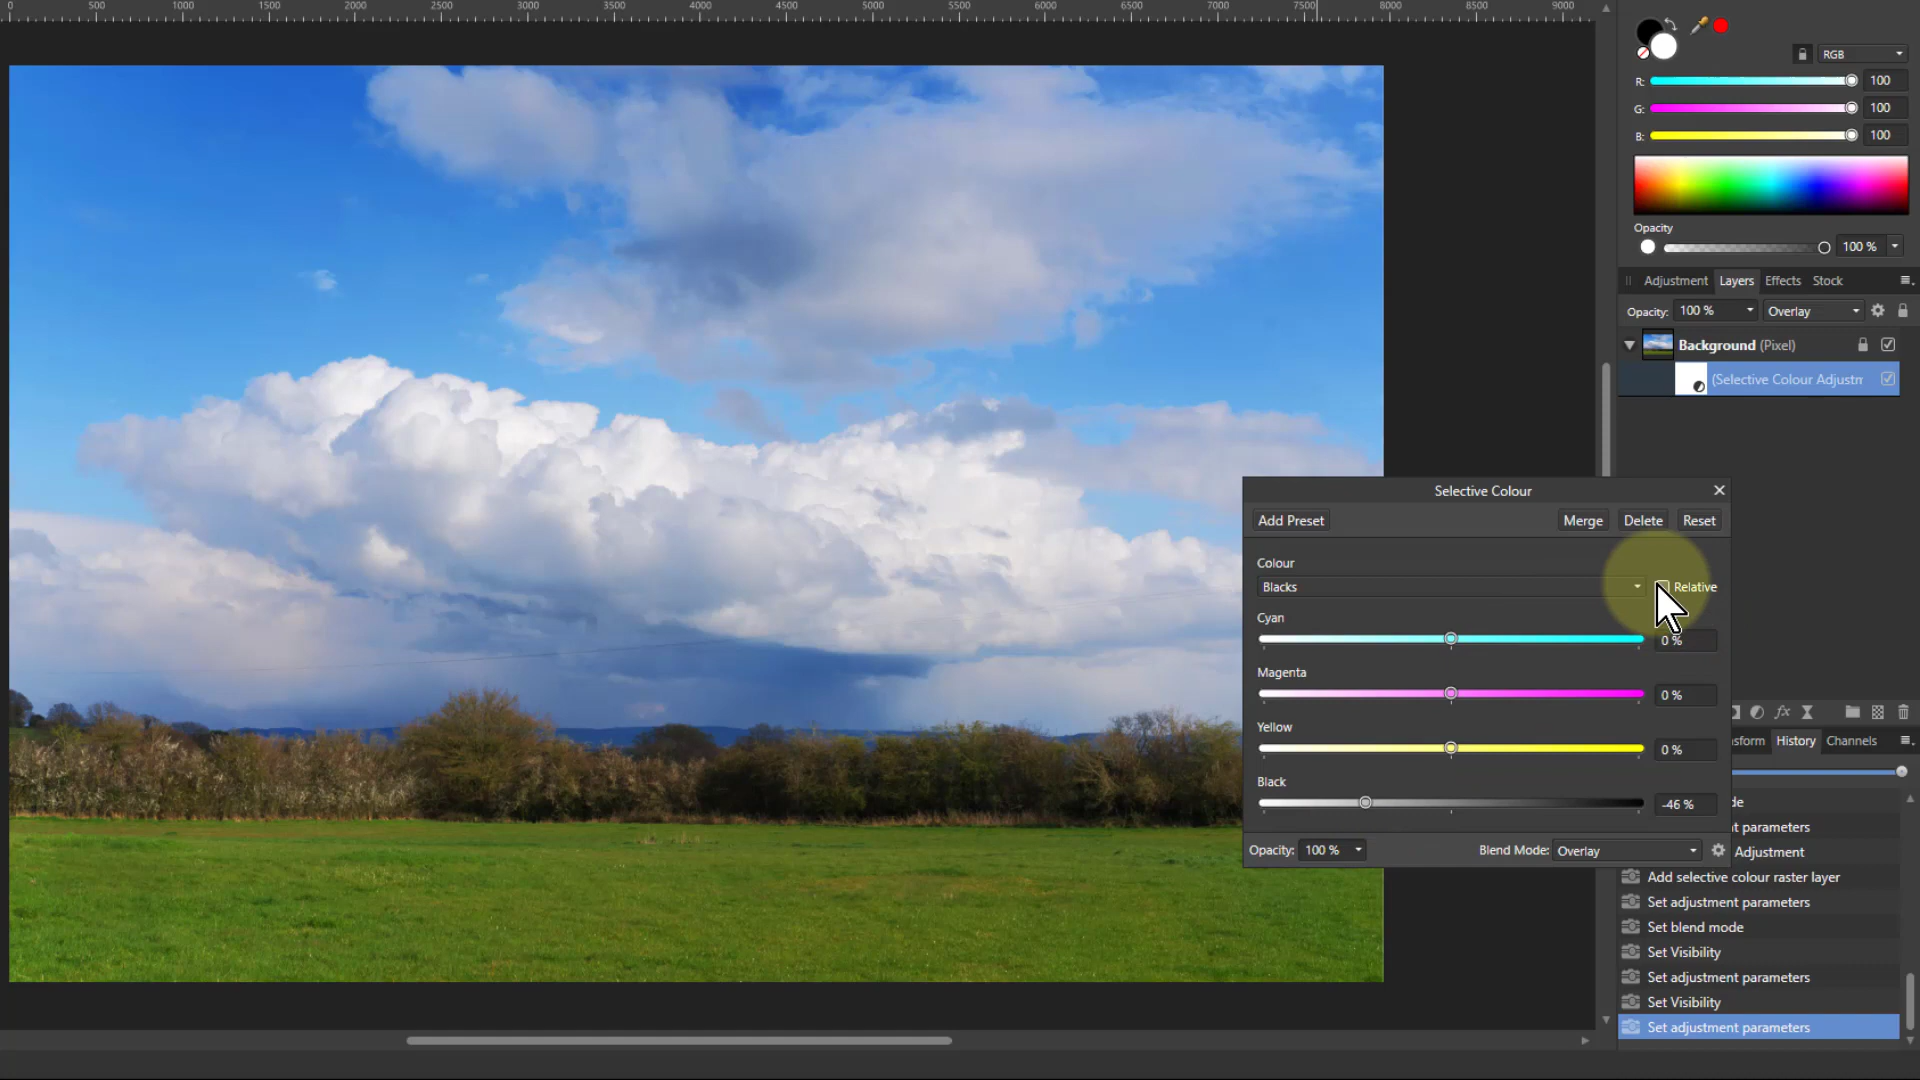 0 500 1000 1500 2000 2500 3000 3500 4000 4500 5000 5500 6000 6500 7000 7500 8000 8500 9000
RGB
R: 100
G: 100
B: 100
Opacity
100 %
Adjustment Layers Effects Stock
Opacity: 100 % Overlay
Background (Pixel)
(Selective Colour Adjustm
Selective Colour
Add Preset Merge Delete Reset
Colour
Blacks Relative
Cyan
0 %
Magenta
0 %
Yellow
0 %
Black
-46 %
Opacity: 100 % Blend Mode: Overlay
nsform History Channels
de
nt parameters
Adjustment
Add selective colour raster layer
Set adjustment parameters
Set blend mode
Set Visibility
Set adjustment parameters
Set Visibility
Set adjustment parameters